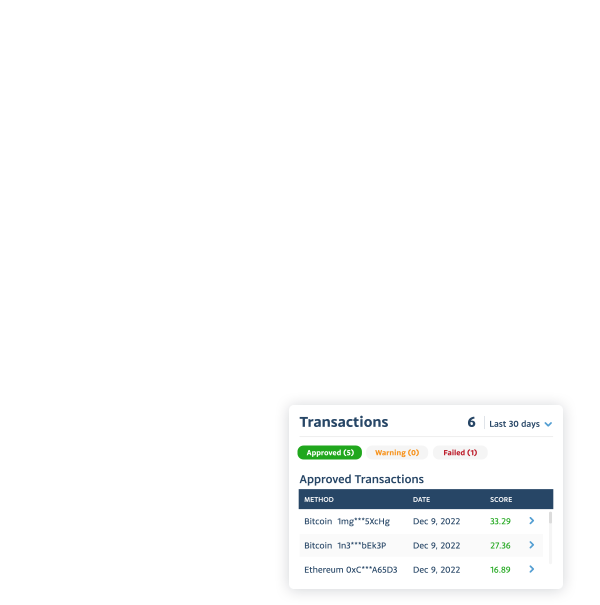 Transactions 6 Last 30 days
Approved (5) Warning (0) Failed (1)
Approved Transactions
METHOD DATE SCORE
Bitcoin 1mg***5XcHg Dec 9, 2022 33.29
Bitcoin 1n3***bEk3P Dec 9, 2022 27.36
Ethereum 0xC***A65D3 Dec 9, 2022 16.89